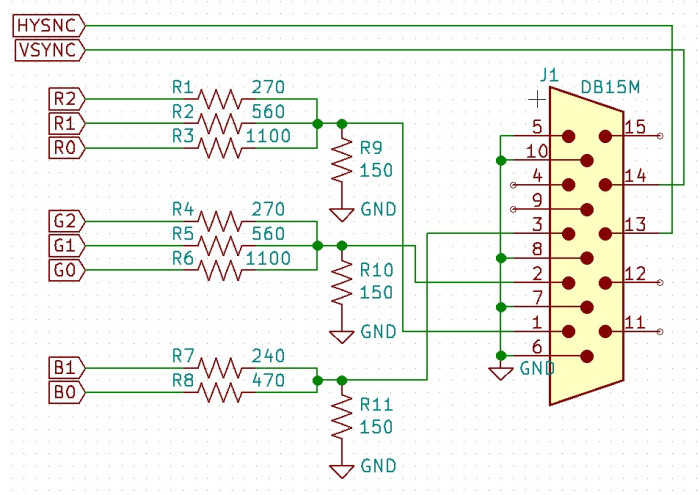 HYSNC
VSYNC
J1
DB15M
R2 R1 270
R1 R2 560
R0 R3 1100
R9
150
GND
G2 R4 270
G1 R5 560
G0 R6 1100
R10
150
GND
B1 R7 240
B0 R8 470
R11
150
GND
5
10
4
9
3
8
2
7
1
6
GND
15
14
13
12
11